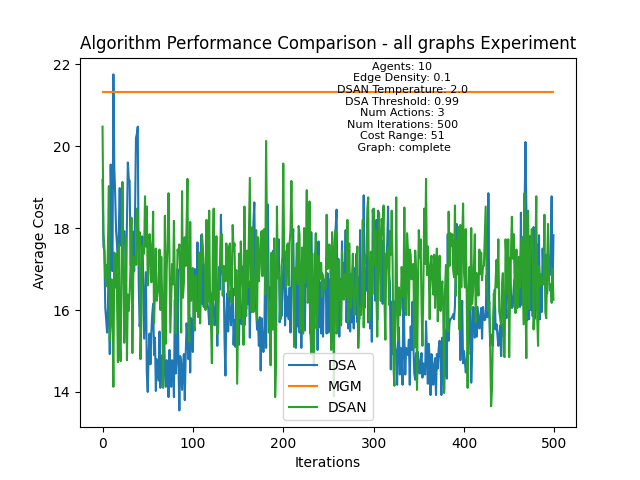 Algorithm Performance Comparison - all graphs Experiment
Agents: 10
Edge Density: 0.1
DSAN Temperature: 2.0
DSA Threshold: 0.99
Num Actions: 3
Num Iterations: 500
Cost Range: 51
Graph: complete
22
20
18
16
14
Average Cost
DSA
MGM
DSAN
0
100
200
300
400
500
Iterations